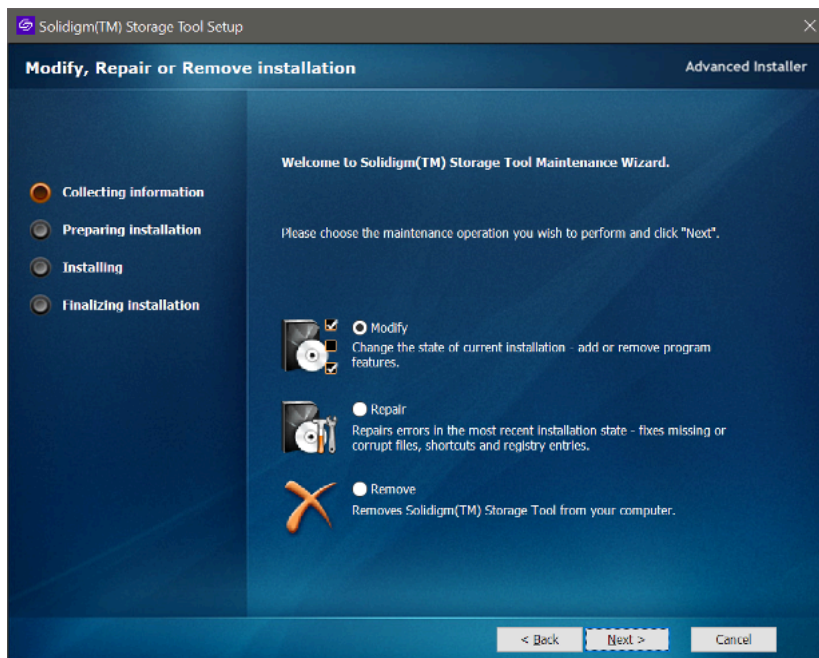 Solidigm(TM) Storage Tool Setup
Modify, Repair or Remove installation
Advanced Installer
Welcome to Solidigm(TM) Storage Tool Maintenance Wizard.
Collecting information
Preparing installation
Please choose the maintenance operation you wish to perform and click "Next".
Installing
Finalizing installation
Modify
Change the state of current installation - add or remove program
features.
Repair
Repairs errors in the most recent installation state - fixes missing or
corrupt files, shortcuts and registry entries.
Remove
Removes Solidigm(TM) Storage Tool from your computer.
< Back
Next >
Cancel